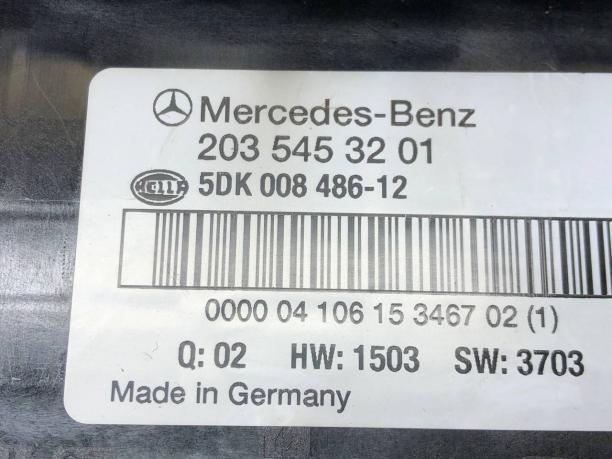 Mercedes-Benz
203 545 32 01
HELLA 5DK 008 486-12
0000 04 106 15 3467 02 (1)
Q: 02 HW: 1503 SW: 3703
Made in Germany